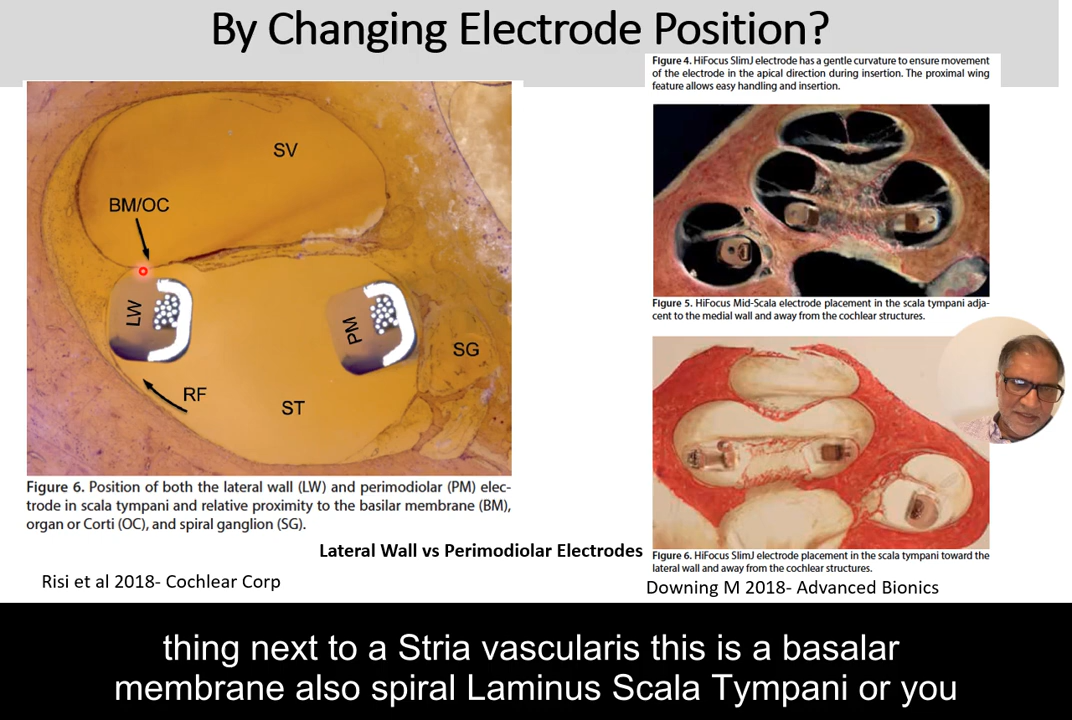 By Changing Electrode Position?
SV
BM/OC
LW
PM
SG
RF
ST
Figure 6. Position of both the lateral wall (LW) and perimodiolar (PM) elec-
trode in scala tympani and relative proximity to the basilar membrane (BM),
organ or Corti (OC), and spiral ganglion (SG).
Figure 4. HiFocus SlimJ electrode has a gentle curvature to ensure movement
of the electrode in the apical direction during insertion. The proximal wing
feature allows easy handling and insertion.
Figure 5. HiFocus Mid-Scala electrode placement in the scala tympani adja-
cent to the medial wall and away from the cochlear structures.
Figure 6. HiFocus SlimJ electrode placement in the scala tympani toward the
lateral wall and away from the cochlear structures.
Lateral Wall vs Perimodiolar Electrodes
Risi et al 2018- Cochlear Corp
Downing M 2018- Advanced Bionics
thing next to a Stria vascularis this is a basalar
membrane also spiral Laminus Scala Tympani or you